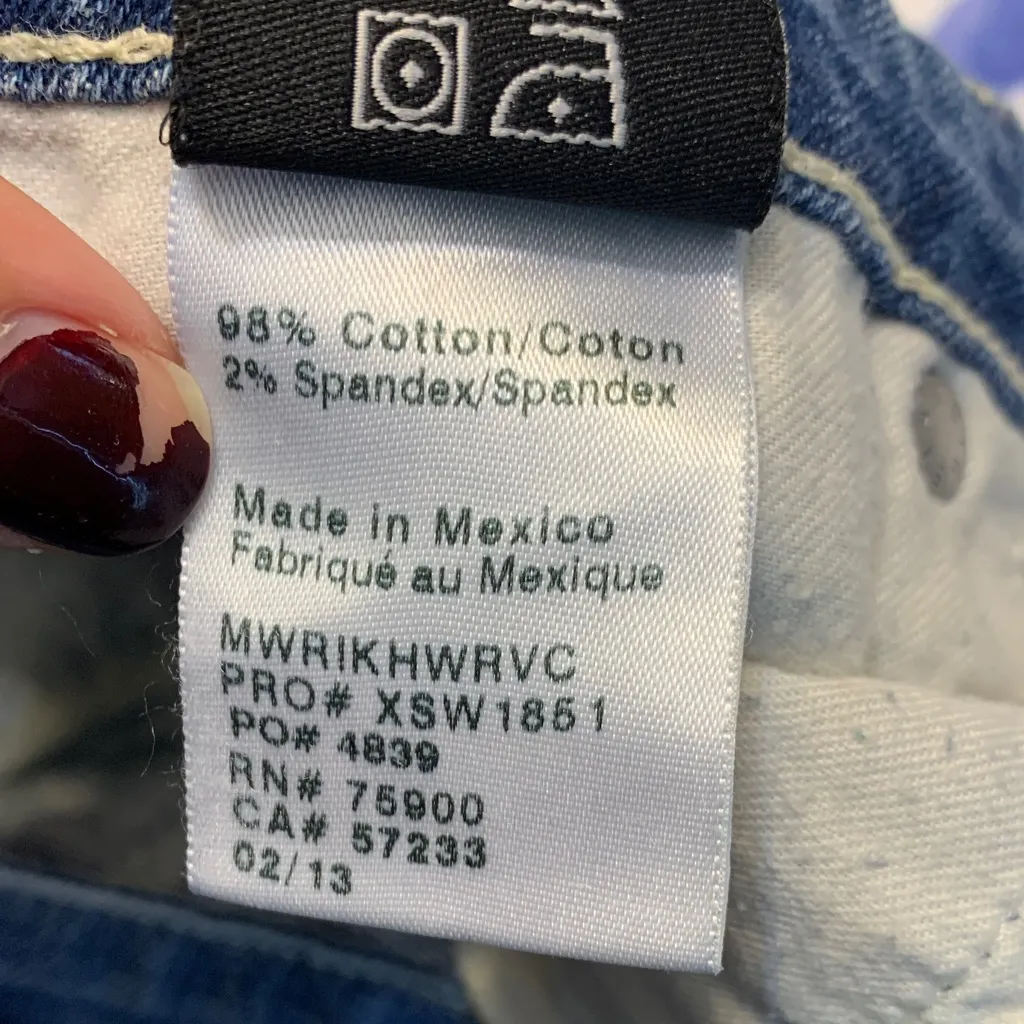 98% Cotton/Coton
2% Spandex/Spandex
Made in Mexico
Fabriqué au Mexique
MWRIKHWRVC
PRO# XSW1851
PO# 4839
RN# 75900
CA# 57233
02/13